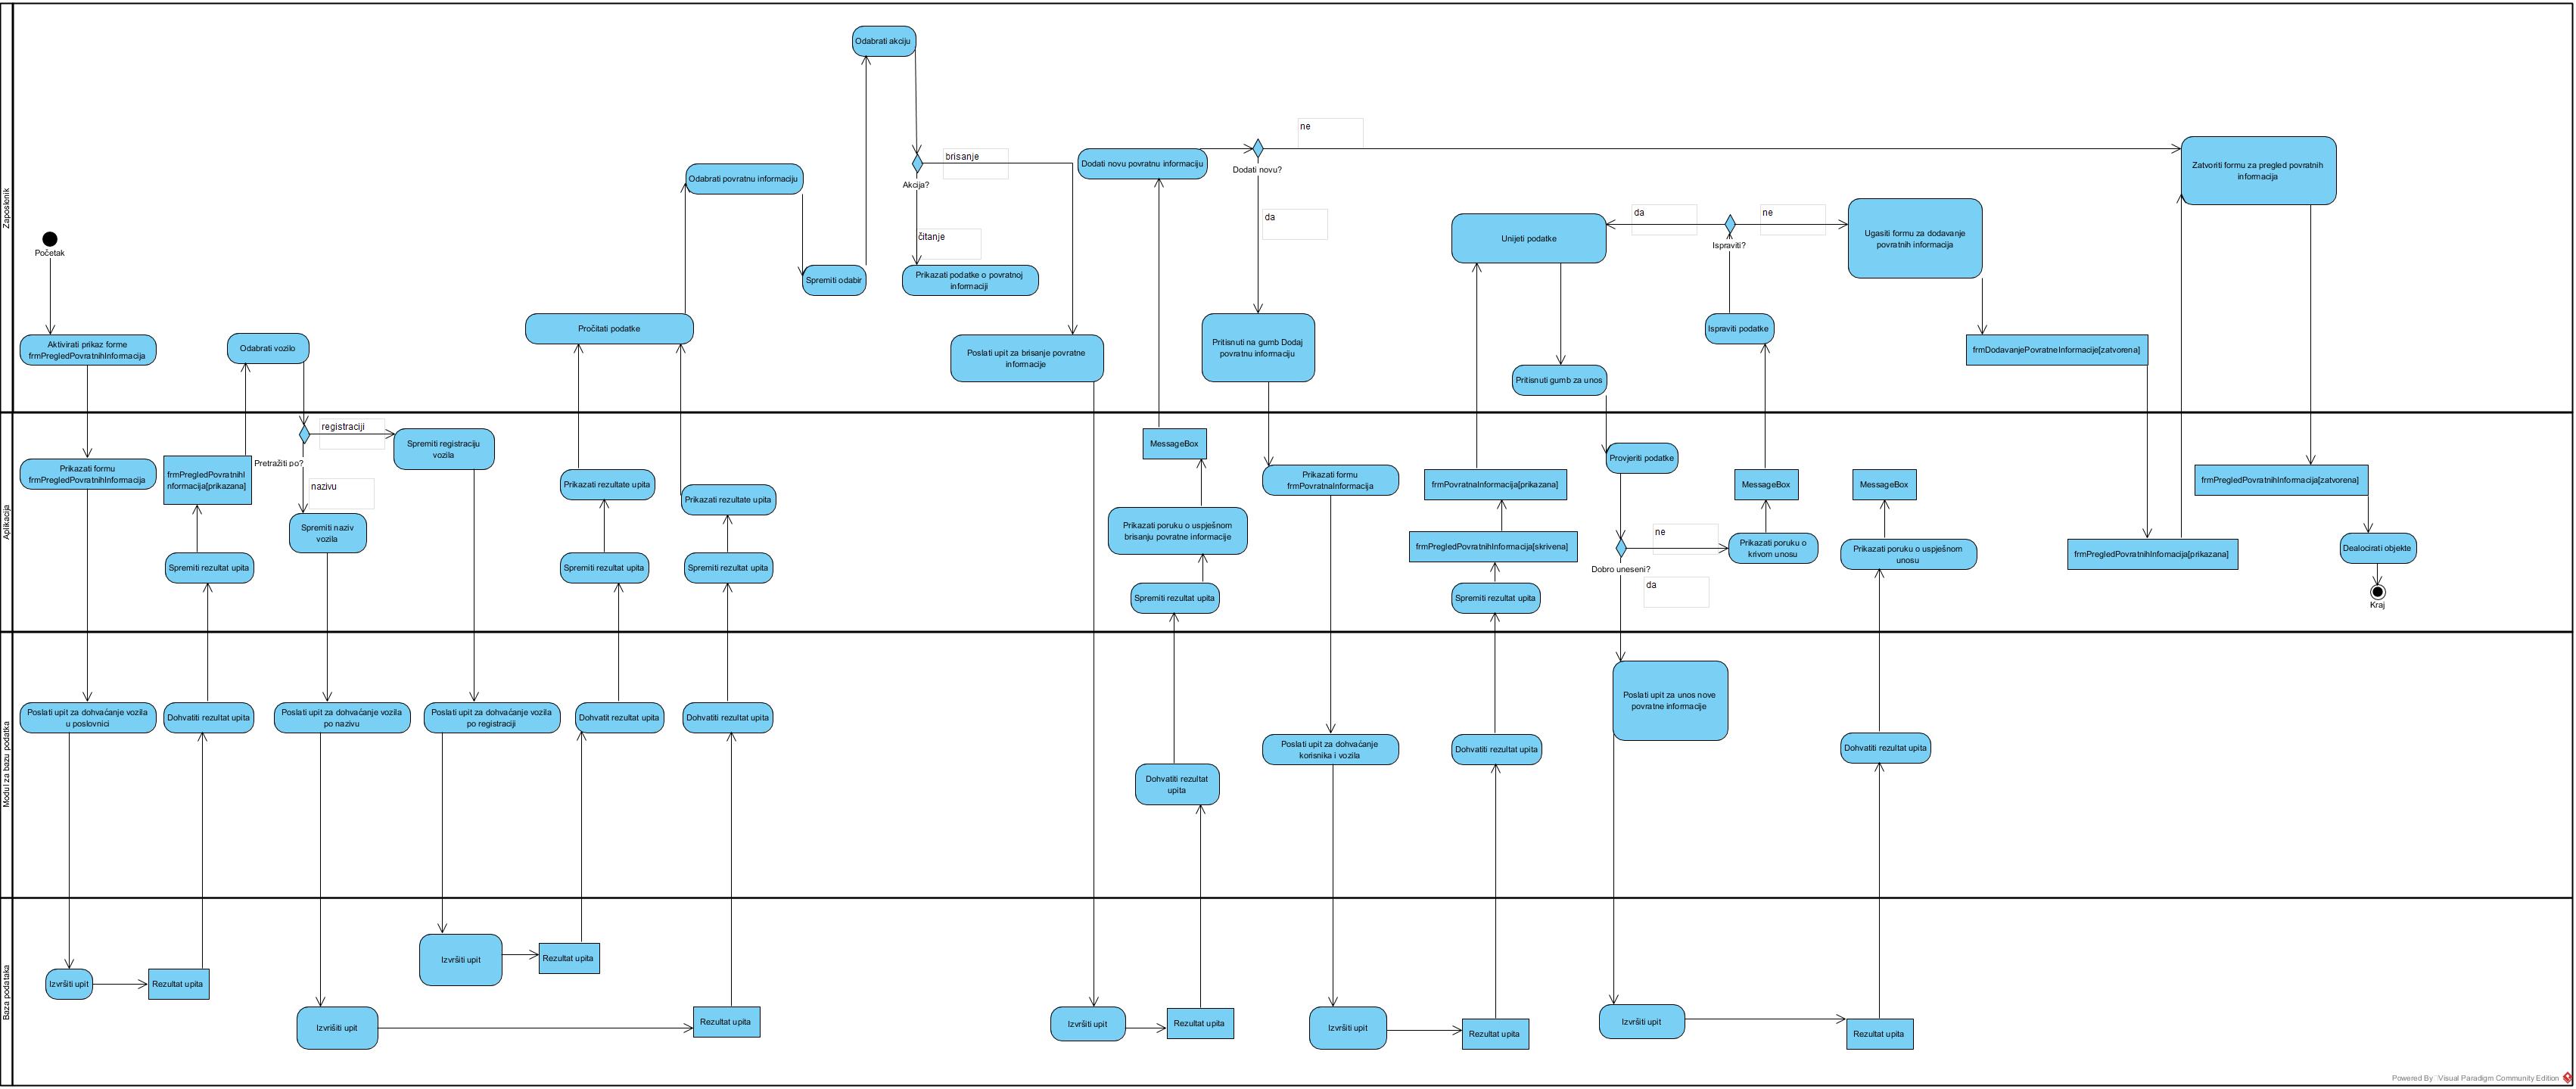 Zaposlenik
Početak
Aktivirati prikaz forme
frmPregledPovratnihInformacija
Odabrati vozilo
Pročitati podatke
Odabrati povratnu informaciju
Spremiti odabir
Odabrati akciju
Akcija?
brisanje
čitanje
Prikazati podatke o povratnoj
informaciji
Poslati upit za brisanje povratne
informacije
Dodati novu povratnu informaciju
Dodati novu?
ne
da
Pritisnuti na gumb Dodaj
povratnu informaciju
Unijeti podatke
Pritisnuti gumb za unos
da
ne
Ispraviti?
Ispraviti podatke
Ugasiti formu za dodavanje
povratnih informacija
frmDodavanjePovratneInformacije[zatvorena]
Zatvoriti formu za pregled povratnih
informacija
Aplikacija
Prikazati formu
frmPregledPovratnihInformacija
frmPregledPovratnihI
nformacija[prikazana]
Spremiti rezultat upita
Pretražiti po?
registraciji
nazivu
Spremiti registraciju
vozila
Spremiti naziv
vozila
Prikazati rezultate upita
Spremiti rezultat upita
Prikazati rezultate upita
Spremiti rezultat upita
MessageBox
Prikazati poruku o uspješnom
brisanju povratne informacije
Spremiti rezultat upita
Prikazati formu
frmPovratnaInformacija
frmPovratnaInformacija[prikazana]
frmPregledPovratnihInformacija[skrivena]
Spremiti rezultat upita
Provjeriti podatke
Dobro uneseni?
ne
da
MessageBox
Prikazati poruku o
krivom unosu
MessageBox
Prikazati poruku o uspješnom
unosu
frmPregledPovratnihInfomacija[prikazana]
frmPregledPovratnihInformacija[zatvorena]
Dealocirati objekte
Kraj
Modul za bazu podatka
Poslati upit za dohvaćanje vozila
u poslovnici
Dohvatiti rezultat upita
Poslati upit za dohvaćanje vozila
po nazivu
Poslati upit za dohvaćanje vozila
po registraciji
Dohvatit rezultat upita
Dohvatiti rezultat upita
Dohvatiti rezultat
upita
Poslati upit za dohvaćanje
korisnika i vozila
Dohvatiti rezultat upita
Poslati upit za unos nove
povratne informacije
Dohvatiti rezultat upita
Baza podataka
Izvršiti upit
Rezultat upita
Izvrišiti upit
Izvršiti upit
Rezultat upita
Rezultat upita
Izvršiti upit
Rezultat upita
Izvršiti upit
Rezultat upita
Izvršiti upit
Rezultat upita
Powered By Visual Paradigm Community Edition